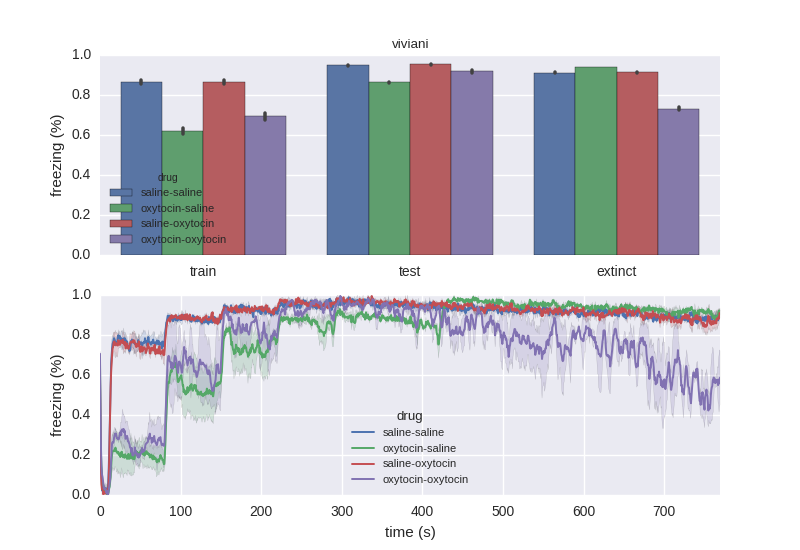 viviani
1.0
0.8
0.6
0.4
0.2
0.0
freezing (%)
drug
saline-saline
oxytocin-saline
saline-oxytocin
oxytocin-oxytocin
train test extinct
1.0
0.8
0.6
0.4
0.2
0.0
freezing (%)
drug
saline-saline
oxytocin-saline
saline-oxytocin
oxytocin-oxytocin
0 100 200 300 400 500 600 700
time (s)